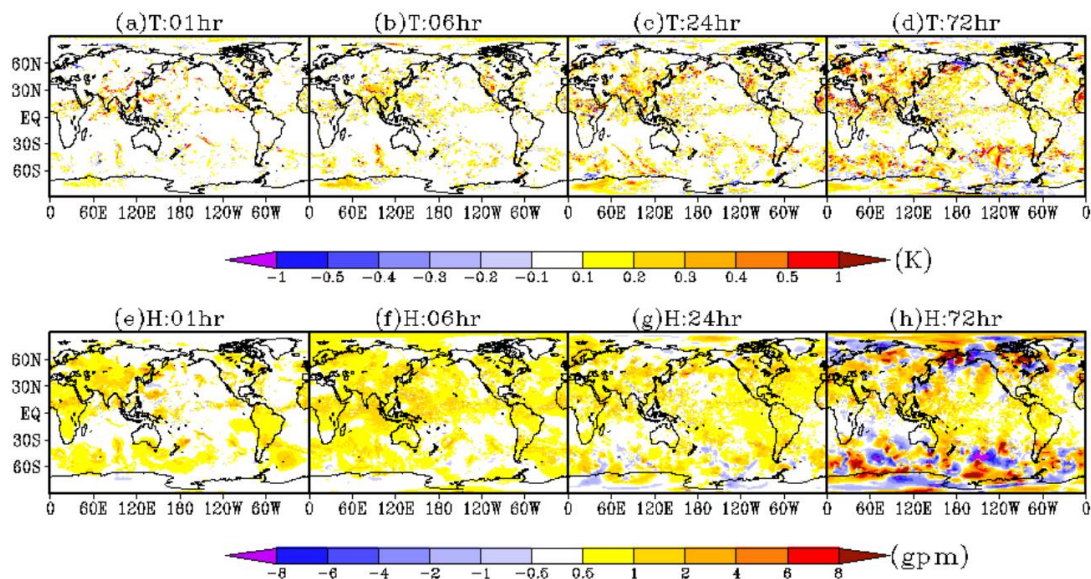 (a)T:01hr (b)T:06hr (c)T:24hr (d)T:72hr
60N
30N
EQ
30S
60S
0 60E 120E 180 120W 60W 0 60E 120E 180 120W 60W 0 60E 120E 180 120W 60W 0 60E 120E 180 120W 60W 0
-1 -0.5 -0.4 -0.3 -0.2 -0.1 0.1 0.2 0.3 0.4 0.5 1 (K)
(e)H:01hr (f)H:06hr (g)H:24hr (h)H:72hr
60N
30N
EQ
30S
60S
0 60E 120E 180 120W 60W 0 60E 120E 180 120W 60W 0 60E 120E 180 120W 60W 0 60E 120E 180 120W 60W 0
-8 -6 -4 -2 -1 -0.5 0.5 1 2 4 6 8 (gpm)